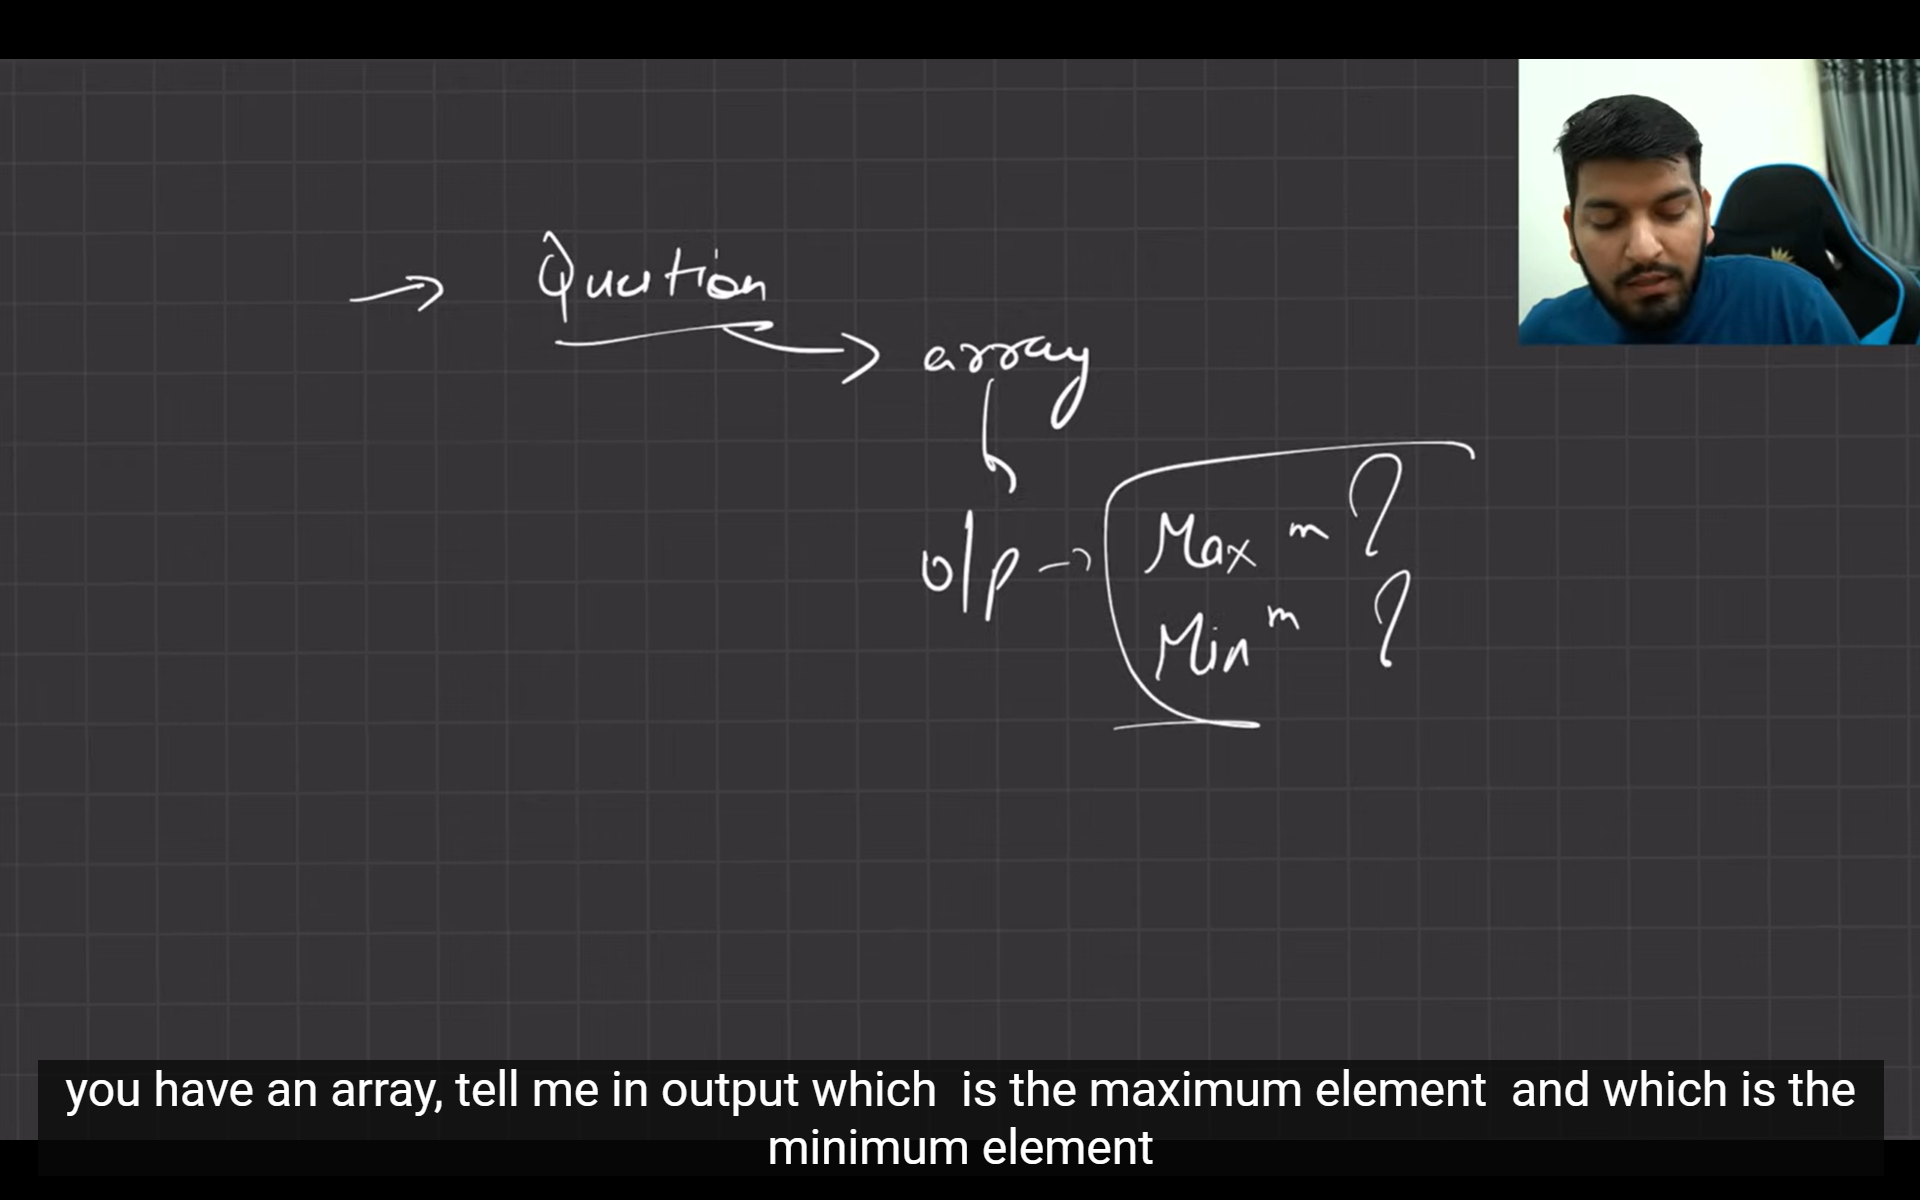 → Question
→ array
o/p → Max m ?
Min m ?
you have an array, tell me in output which is the maximum element and which is the
minimum element